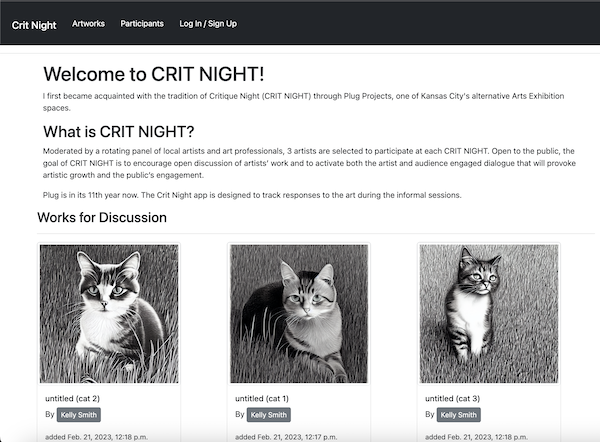 Crit Night Artworks Participants Log In / Sign Up
Welcome to CRIT NIGHT!
I first became acquainted with the tradition of Critique Night (CRIT NIGHT) through Plug Projects, one of Kansas City's alternative Arts Exhibition
spaces.
What is CRIT NIGHT?
Moderated by a rotating panel of local artists and art professionals, 3 artists are selected to participate at each CRIT NIGHT. Open to the public, the
goal of CRIT NIGHT is to encourage open discussion of artists' work and to activate both the artist and audience engaged dialogue that will provoke
artistic growth and the public's engagement.
Plug is in its 11th year now. The Crit Night app is designed to track responses to the art during the informal sessions.
Works for Discussion
untitled (cat 2)
By Kelly Smith
added Feb. 21, 2023, 12:18 p.m.
untitled (cat 1)
By Kelly Smith
added Feb. 21, 2023, 12:17 p.m.
untitled (cat 3)
By Kelly Smith
added Feb. 21, 2023, 12:18 p.m.